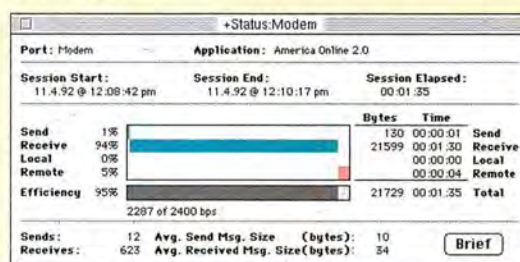 +Status:Modem
Port: Modem Application: America Online 2.0
Session Start: Session End: Session Elapsed:
11.4.92 @ 12:08:42 pm 11.4.92 @ 12:10:17 pm 00:01:35
Bytes Time
Send 1% 130 00:00:01 Send
Receive 94% 21599 00:01:30 Receive
Local 0% 00:00:00 Local
Remote 5% 00:00:04 Remote
Efficiency 95% 21729 00:01:35 Total
2287 of 2400 bps
Sends: 12 Avg. Send Msg. Size (bytes): 10
Receives: 623 Avg. Received Msg. Size(bytes): 34
Brief